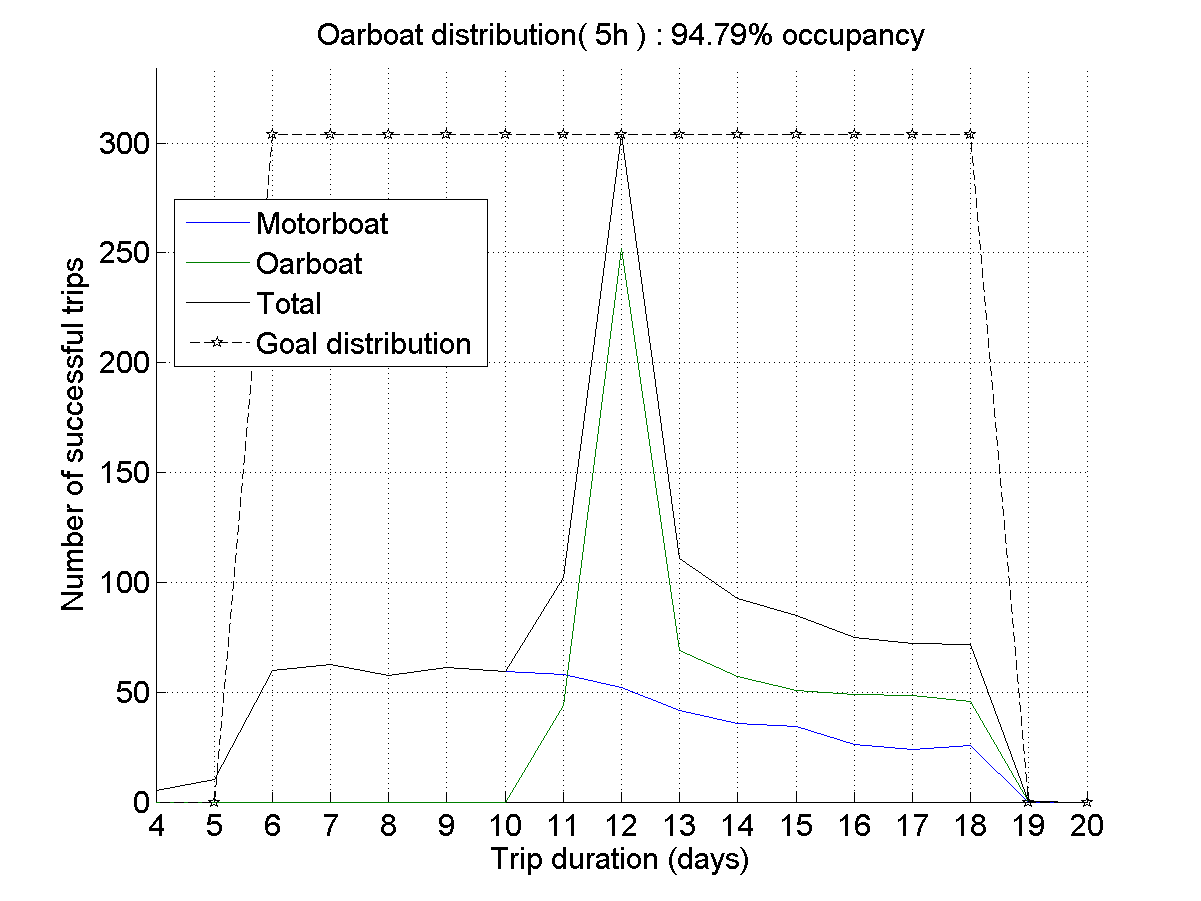 Oarboat distribution( 5h ) : 94.79% occupancy
Number of successful trips
300
250
200
150
100
50
0
Motorboat
Oarboat
Total
Goal distribution
4 5 6 7 8 9 10 11 12 13 14 15 16 17 18 19 20
Trip duration (days)